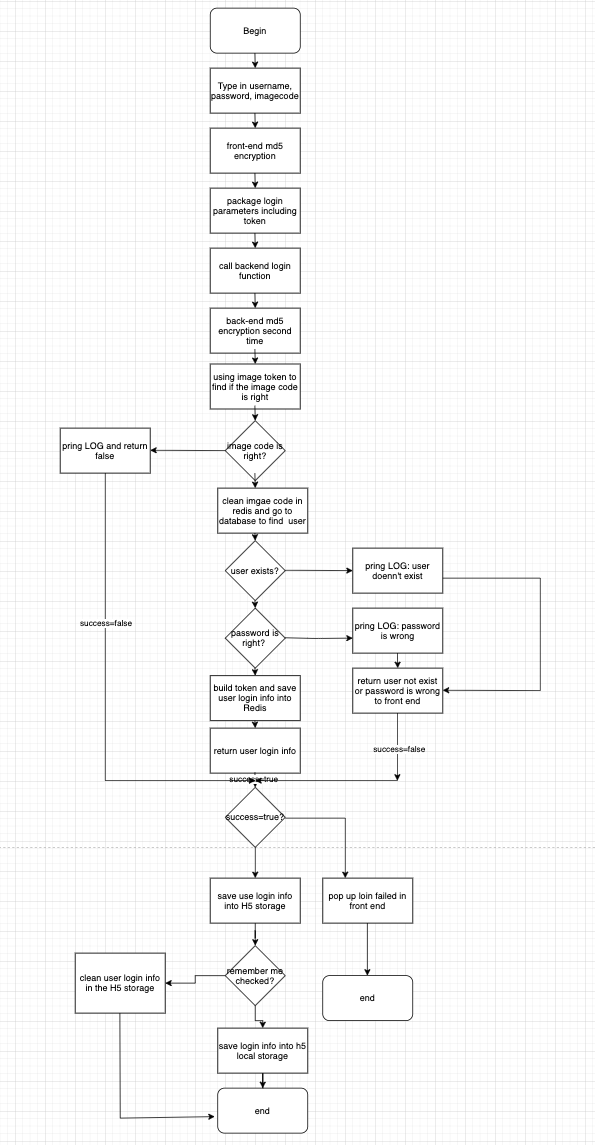 Begin
Type in username,
password, imagecode
front-end md5
encryption
package login
parameters including
token
call backend login
function
back-end md5
encryption second
time
using image token to
find if the image code
is right
image code is
right?
pring LOG and return
false
clean imgae code in
redis and go to
database to find user
user exists?
pring LOG: user
doenn't exist
password is
right?
pring LOG: password
is wrong
success=false
build token and save
user login info into
Redis
return user not exist
or password is wrong
to front end
return user login info
success=false
success=true
success=true?
save use login info
into H5 storage
pop up loin failed in
front end
remember me
checked?
clean user login info
in the H5 storage
end
save login info into h5
local storage
end